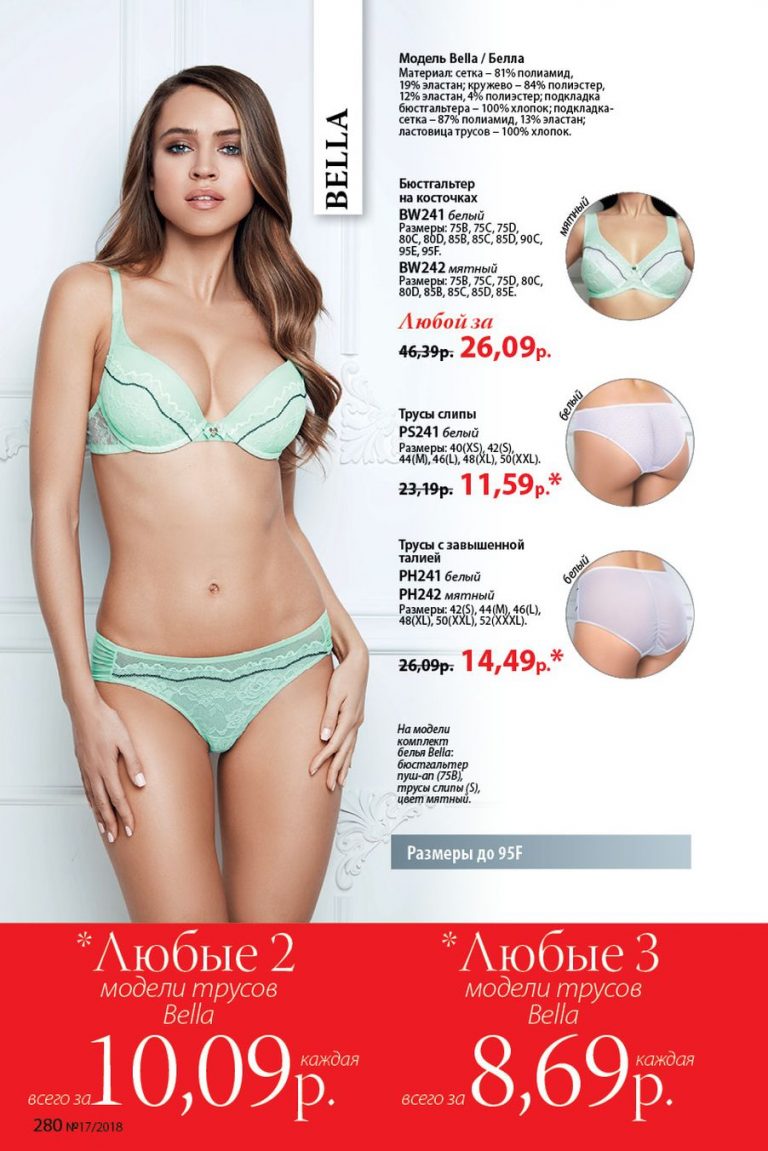 BELLA
Модель Bella / Белла
Материал: сетка – 81% полиамид,
19% эластан; кружево – 84% полиэстер,
12% эластан, 4% полиэстер; подкладка
бюстгальтера – 100% хлопок; подкладка-
сетка – 87% полиамид, 13% эластан;
ластовица трусов – 100% хлопок.
Бюстгальтер
на косточках
BW241 белый
Размеры: 75B, 75C, 75D,
80C, 80D, 85B, 85C, 85D, 90C,
95E, 95F.
BW242 мятный
Размеры: 75B, 75C, 75D, 80C,
80D, 85B, 85C, 85D, 85E.
Любой за
46,39р. 26,09р.
мятный
Трусы слипы
PS241 белый
Размеры: 40(XS), 42(S),
44(M), 46(L), 48(XL), 50(XXL).
23,19р. 11,59р.*
белый
Трусы с завышенной
талией
PH241 белый
PH242 мятный
Размеры: 42(S), 44(M), 46(L),
48(XL), 50(XXL), 52(XXXL).
26,09р. 14,49р.*
белый
На модели
комплект
белья Bella:
бюстгальтер
пуш-ап (75B),
трусы слипы (S),
цвет мятный.
Размеры до 95F
*Любые 2
модели трусов
Bella
всего за 10,09р. каждая
*Любые 3
модели трусов
Bella
всего за 8,69р. каждая
280 №17/2018